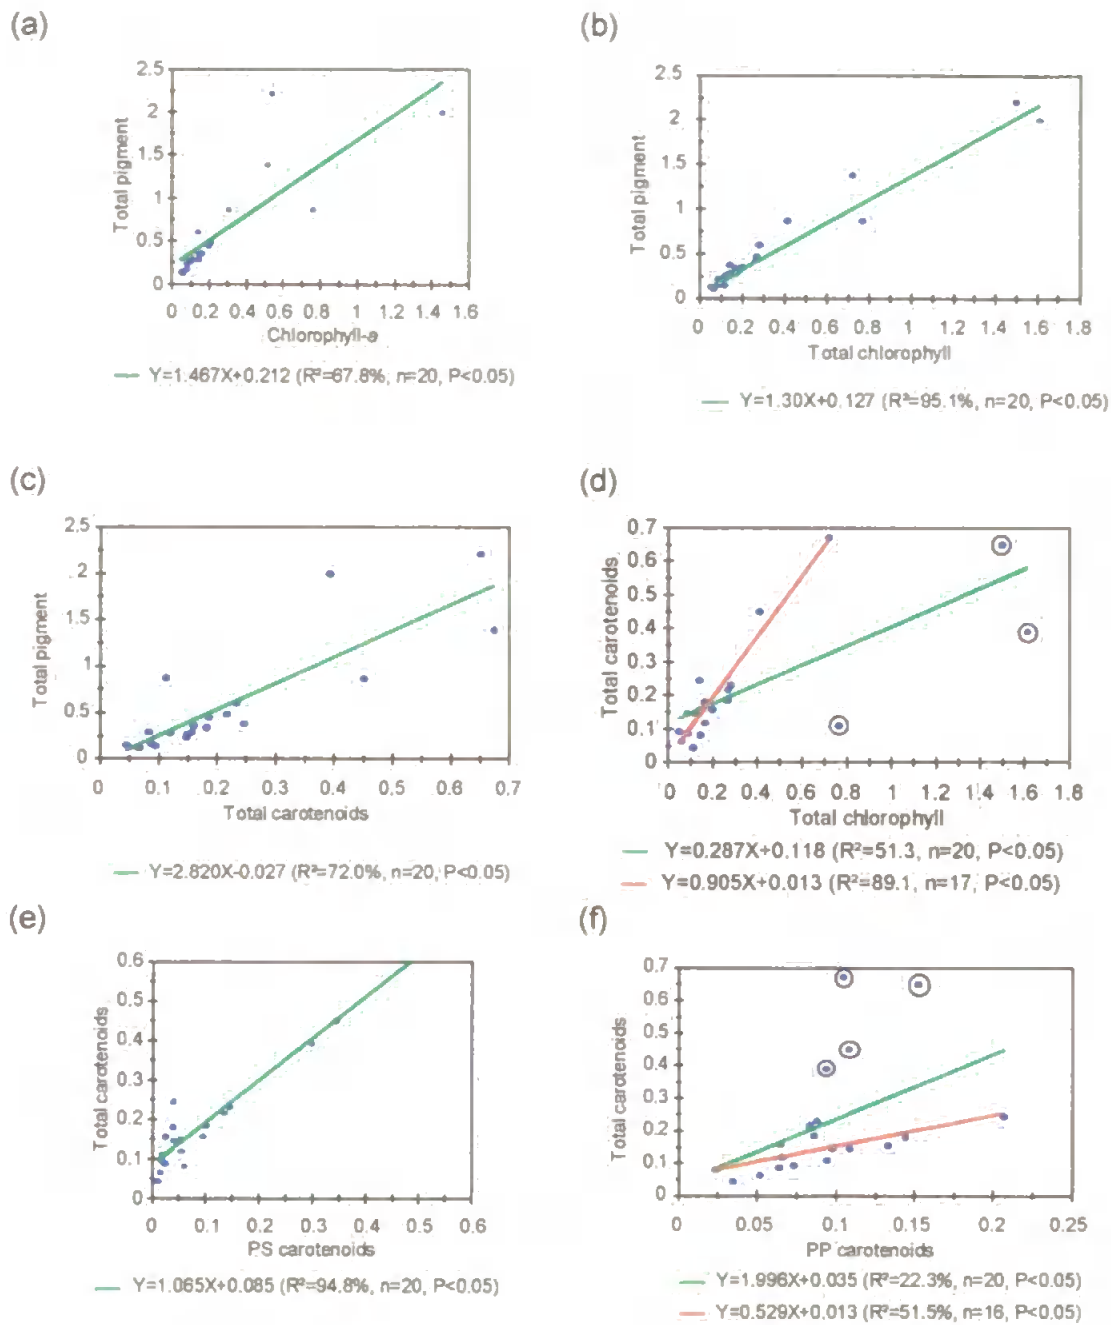 (a)
2.5
2
1.5
1
0.5
0
Total pigment
0 0.2 0.4 0.6 0.8 1 1.2 1.4 1.6
Chlorophyll-a
Y=1.467X+0.212 (R²=67.8%, n=20, P<0.05)
(b)
2.5
2
1.5
1
0.5
0
Total pigment
0 0.2 0.4 0.6 0.8 1 1.2 1.4 1.6 1.8
Total chlorophyll
Y=1.30X+0.127 (R²=95.1%, n=20, P<0.05)
(c)
2.5
2
1.5
1
0.5
0
Total pigment
0 0.1 0.2 0.3 0.4 0.5 0.6 0.7
Total carotenoids
Y=2.820X-0.027 (R²=72.0%, n=20, P<0.05)
(d)
0.7
0.6
0.5
0.4
0.3
0.2
0.1
0
Total carotenoids
0 0.2 0.4 0.6 0.8 1 1.2 1.4 1.6 1.8
Total chlorophyll
Y=0.287X+0.118 (R²=51.3, n=20, P<0.05)
Y=0.905X+0.013 (R²=89.1, n=17, P<0.05)
(e)
0.6
0.5
0.4
0.3
0.2
0.1
0
Total carotenoids
0 0.1 0.2 0.3 0.4 0.5 0.6
PS carotenoids
Y=1.065X+0.085 (R²=94.8%, n=20, P<0.05)
(f)
0.7
0.6
0.5
0.4
0.3
0.2
0.1
0
Total carotenoids
0 0.05 0.1 0.15 0.2 0.25
PP carotenoids
Y=1.996X+0.035 (R²=22.3%, n=20, P<0.05)
Y=0.529X+0.013 (R²=51.5%, n=16, P<0.05)